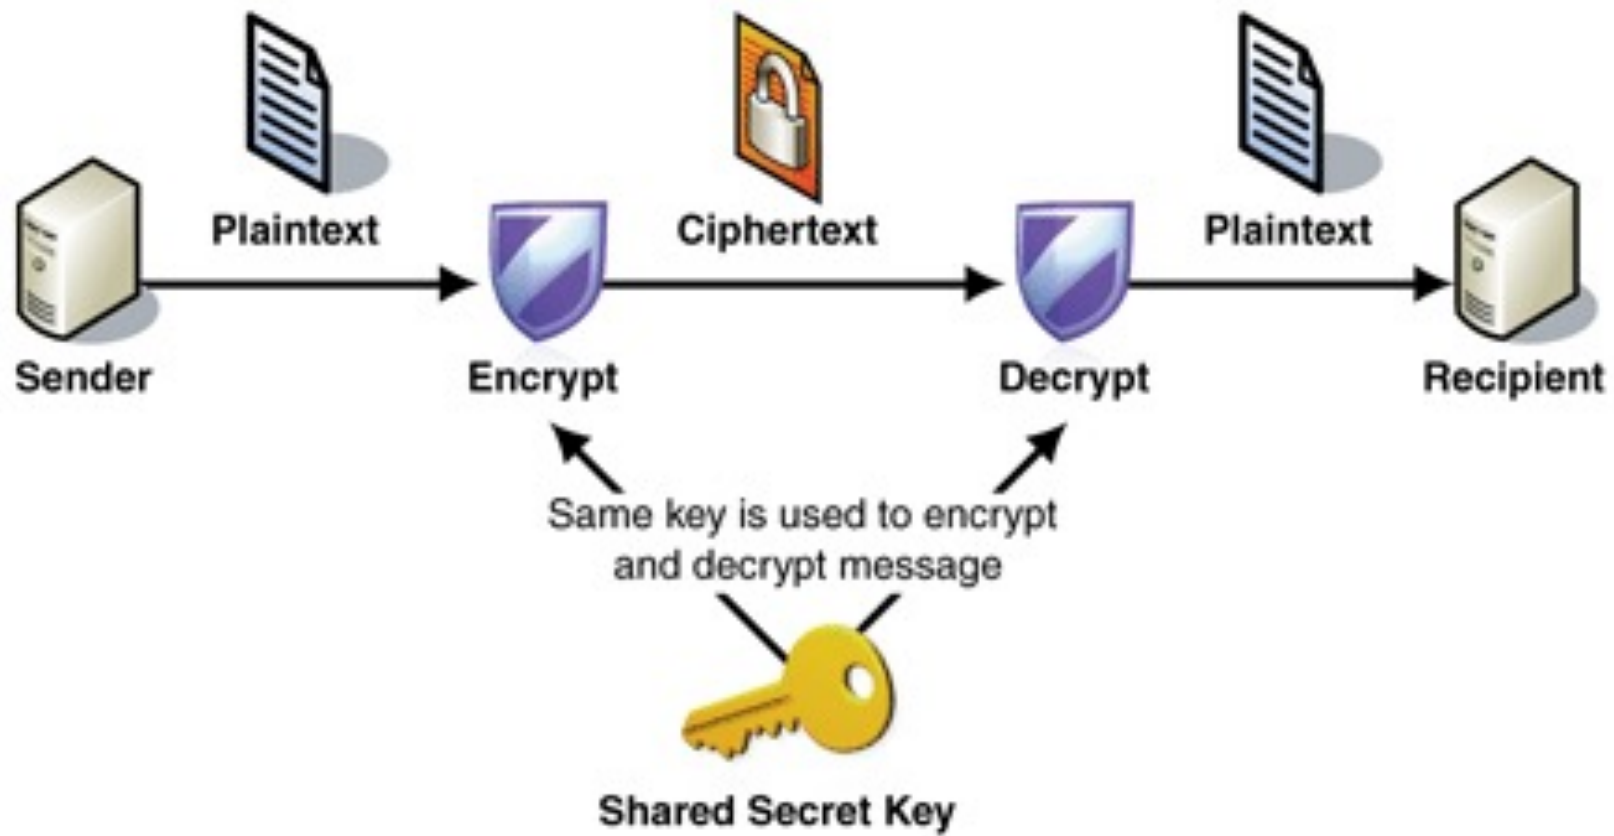 Plaintext
Ciphertext
Plaintext
Sender
Encrypt
Decrypt
Recipient
Same key is used to encrypt
and decrypt message
Shared Secret Key